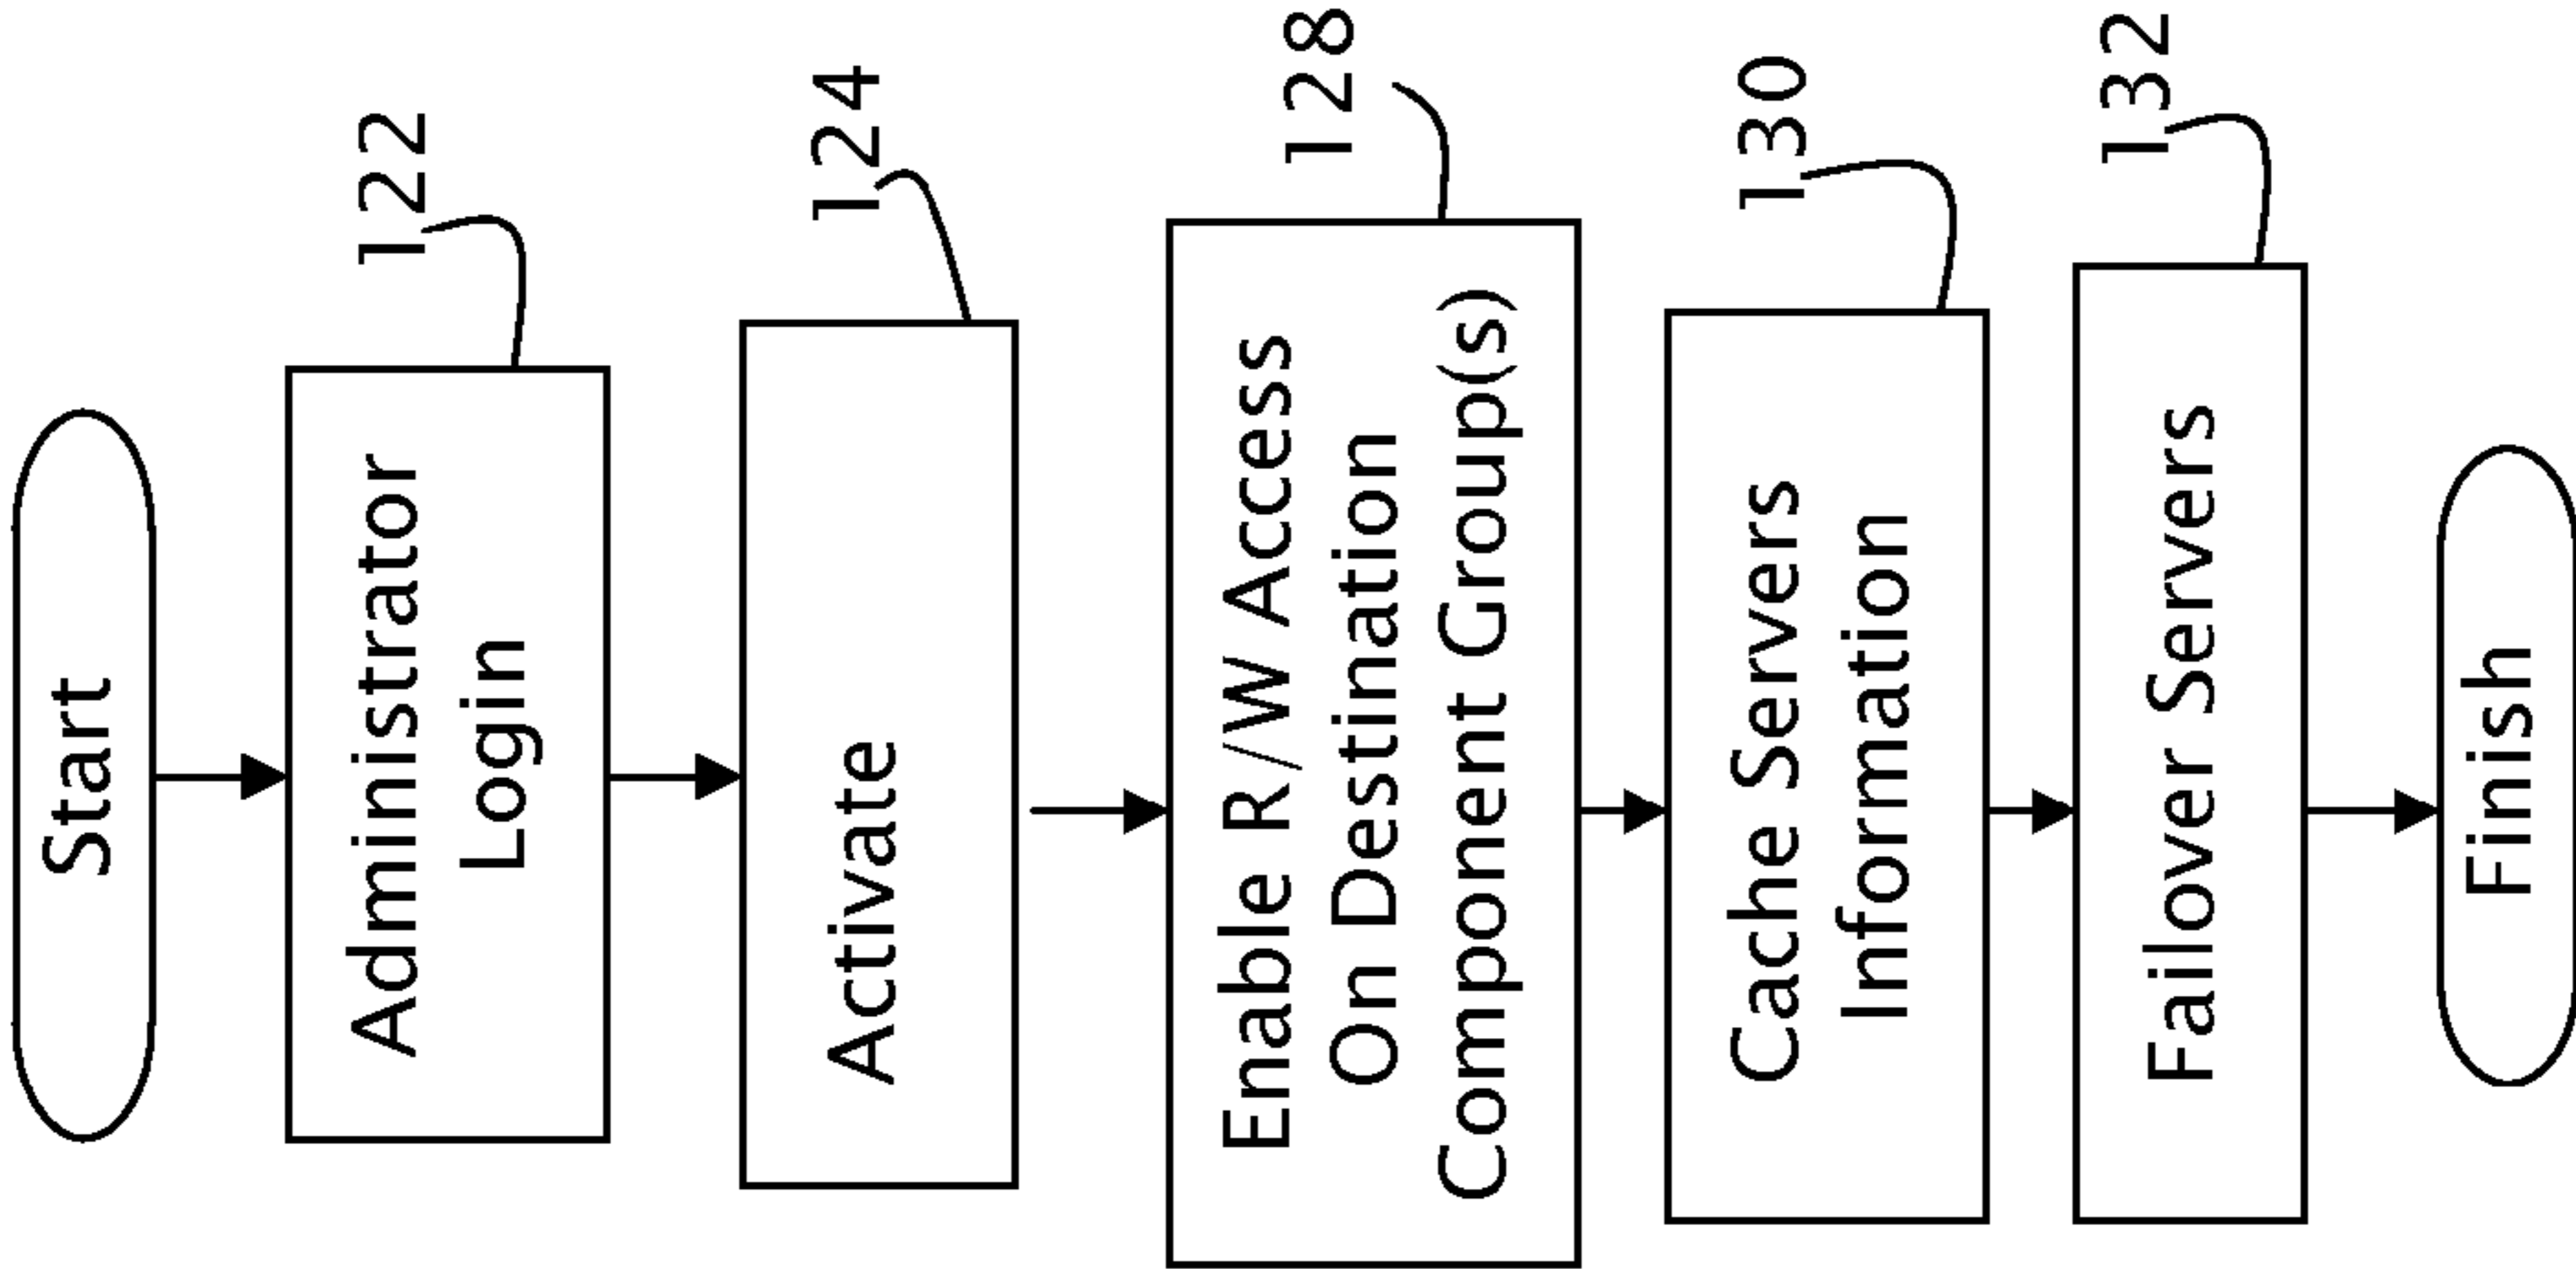 Start
Administrator
Login
122
Activate
124
Enable R/W Access
On Destination
Component Group(s)
128
Cache Servers
Information
130
Failover Servers
132
Finish